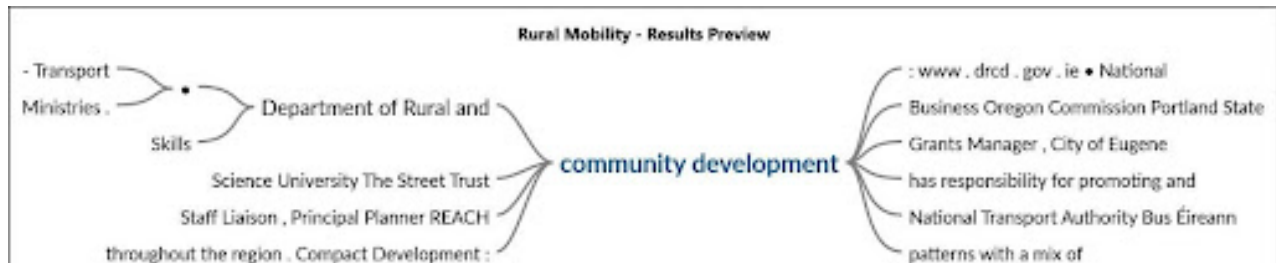 Rural Mobility - Results Preview
- Transport
Ministries .
•
Skills
Department of Rural and
Science University The Street Trust
Staff Liaison , Principal Planner REACH
throughout the region . Compact Development :
community development
: www . drcd . gov . ie • National
Business Oregon Commission Portland State
Grants Manager , City of Eugene
has responsibility for promoting and
National Transport Authority Bus Éireann
patterns with a mix of